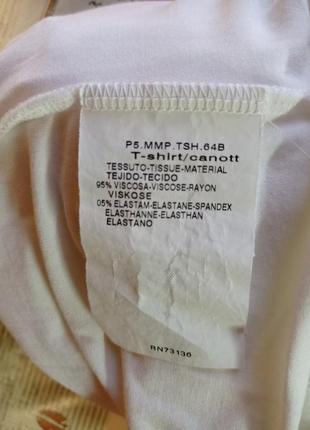 P5.MMP.TSH.64B
T-shirt/canott
TESSUTO-TISSUE-MATERIAL
TEJIDO-TECIDO
95% VISCOSA-VISCOSE-RAYON
VISKOSE
05% ELASTAM-ELASTANE-SPANDEX
ELASTHANNE-ELASTHAN
ELASTANO
RN73136